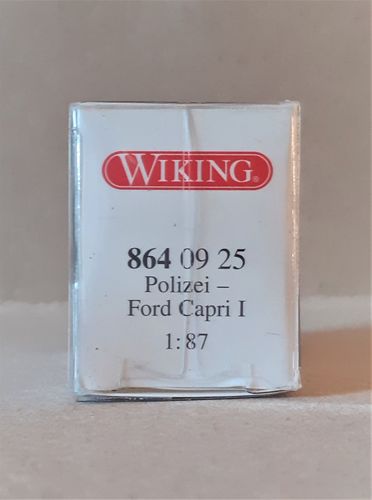 WIKING®
864 09 25
Polizei –
Ford Capri I
1:87